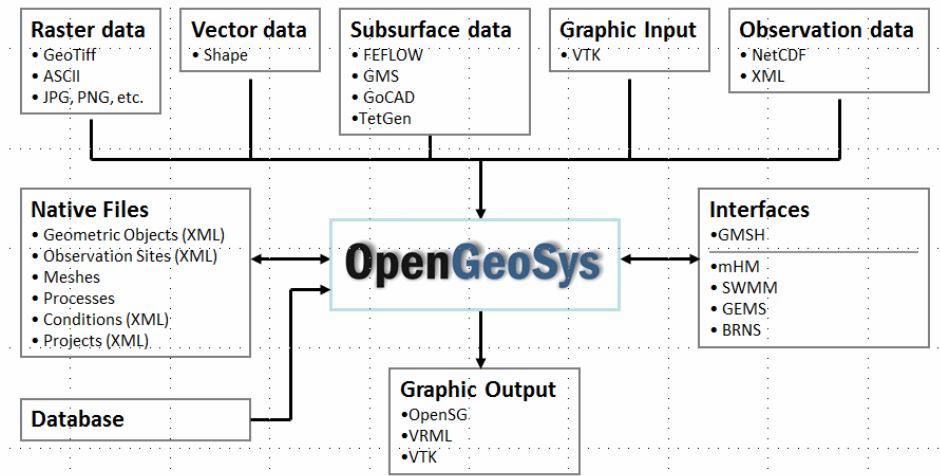 Raster data
• GeoTiff
• ASCII
• JPG, PNG, etc.
Vector data
• Shape
Subsurface data
• FEFLOW
• GMS
• GoCAD
•TetGen
Graphic Input
• VTK
Observation data
• NetCDF
• XML
Native Files
• Geometric Objects (XML)
• Observation Sites (XML)
• Meshes
• Processes
• Conditions (XML)
• Projects (XML)
OpenGeoSys
Interfaces
•GMSH
•mHM
• SWMM
• GEMS
• BRNS
Database
Graphic Output
•OpenSG
•VRML
•VTK